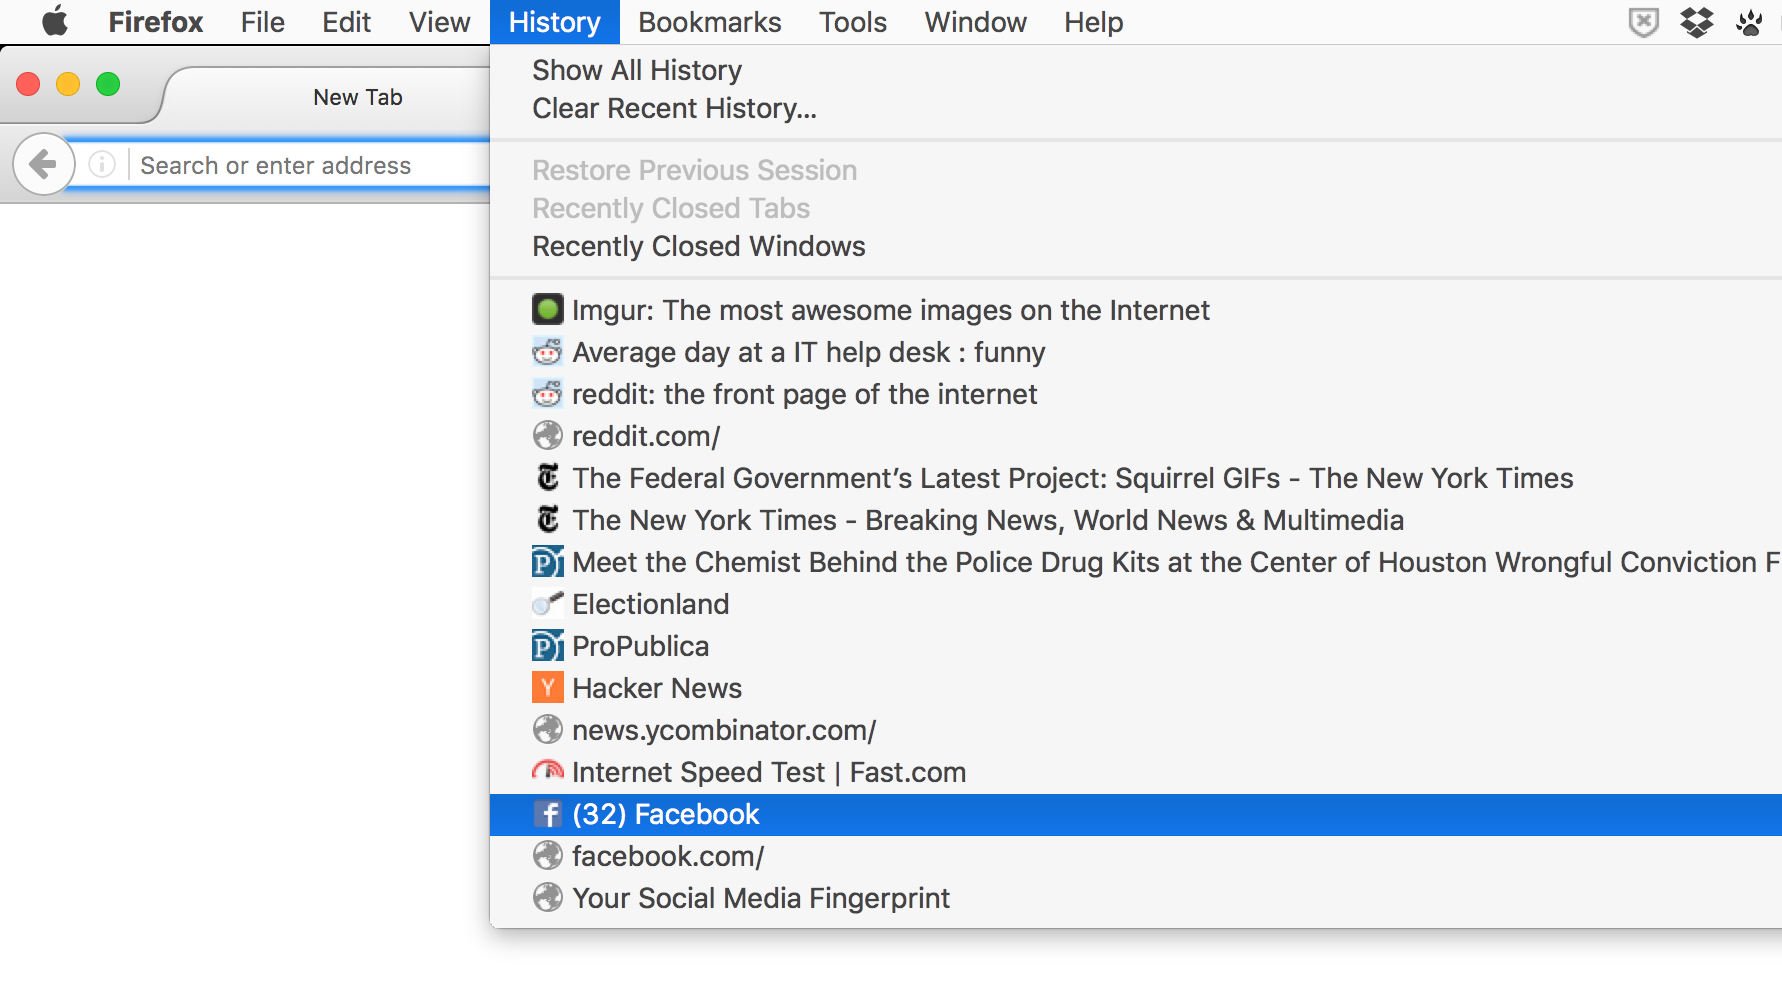 Firefox File Edit View History Bookmarks Tools Window Help
New Tab
Search or enter address
Show All History
Clear Recent History...
Restore Previous Session
Recently Closed Tabs
Recently Closed Windows
Imgur: The most awesome images on the Internet
Average day at a IT help desk : funny
reddit: the front page of the internet
reddit.com/
The Federal Government’s Latest Project: Squirrel GIFs - The New York Times
The New York Times - Breaking News, World News & Multimedia
Meet the Chemist Behind the Police Drug Kits at the Center of Houston Wrongful Conviction F
Electionland
ProPublica
Hacker News
news.ycombinator.com/
Internet Speed Test | Fast.com
(32) Facebook
facebook.com/
Your Social Media Fingerprint